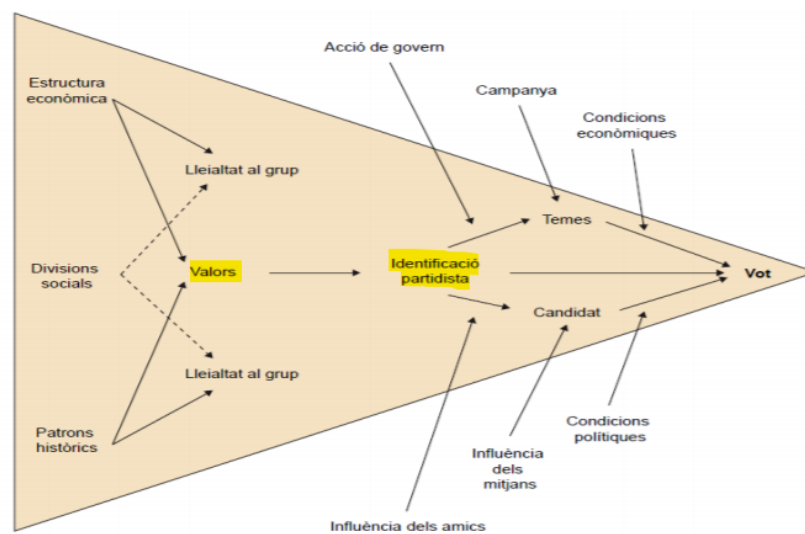 Acció de govern
Estructura
econòmica
Campanya
Condicions
econòmiques
Lleialtat al grup
Temes
Divisions
socials
Valors
Identificació
partidista
Vot
Candidat
Lleialtat al grup
Patrons
històrics
Condicions
polítiques
Influència
dels
mitjans
Influència dels amics